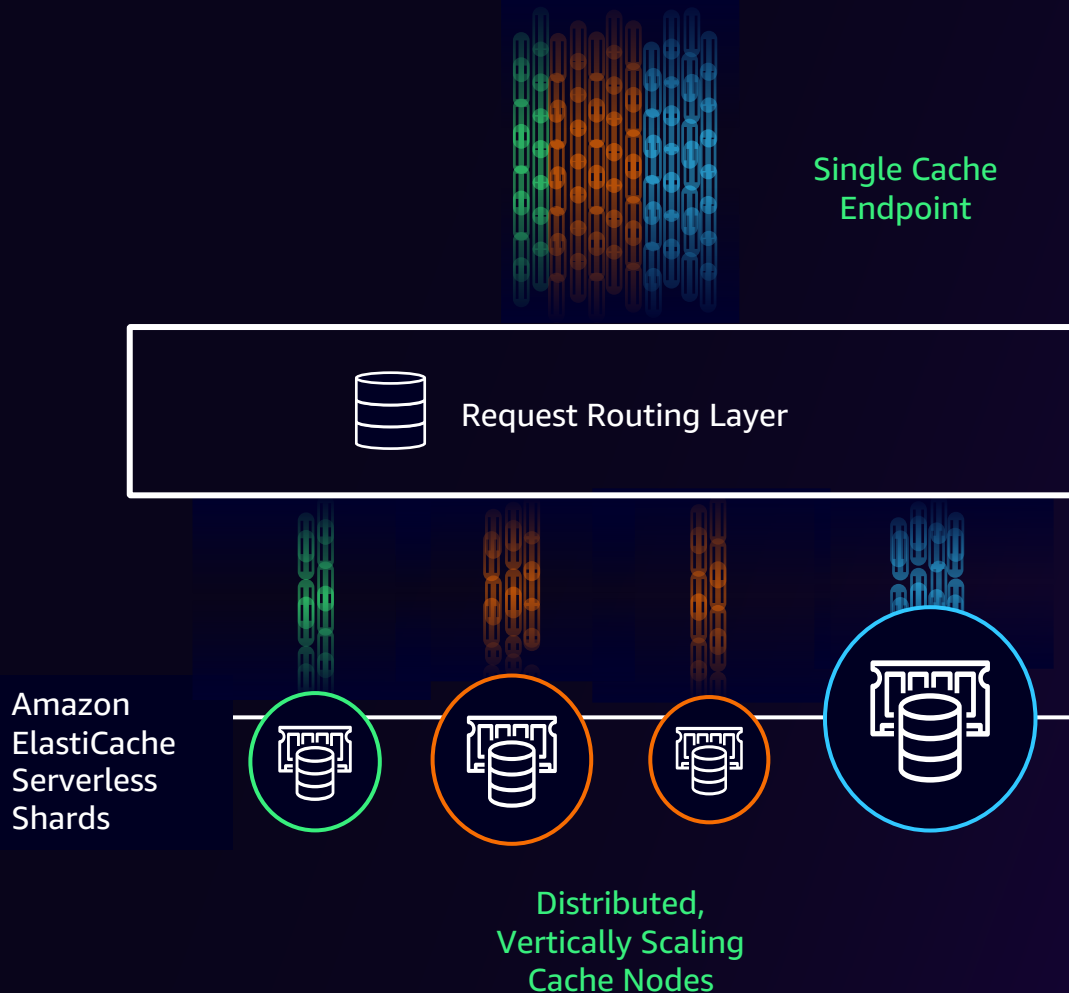 Single Cache
Endpoint
Request Routing Layer
Amazon
ElastiCache
Serverless
Shards
Distributed,
Vertically Scaling
Cache Nodes